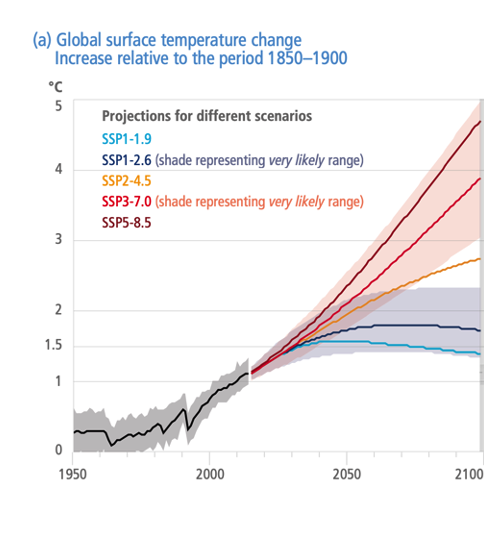 (a) Global surface temperature change
Increase relative to the period 1850–1900
°C
5
Projections for different scenarios
SSP1-1.9
SSP1-2.6 (shade representing very likely range)
SSP2-4.5
SSP3-7.0 (shade representing very likely range)
SSP5-8.5
4
3
2
1.5
1
0
1950 2000 2050 2100